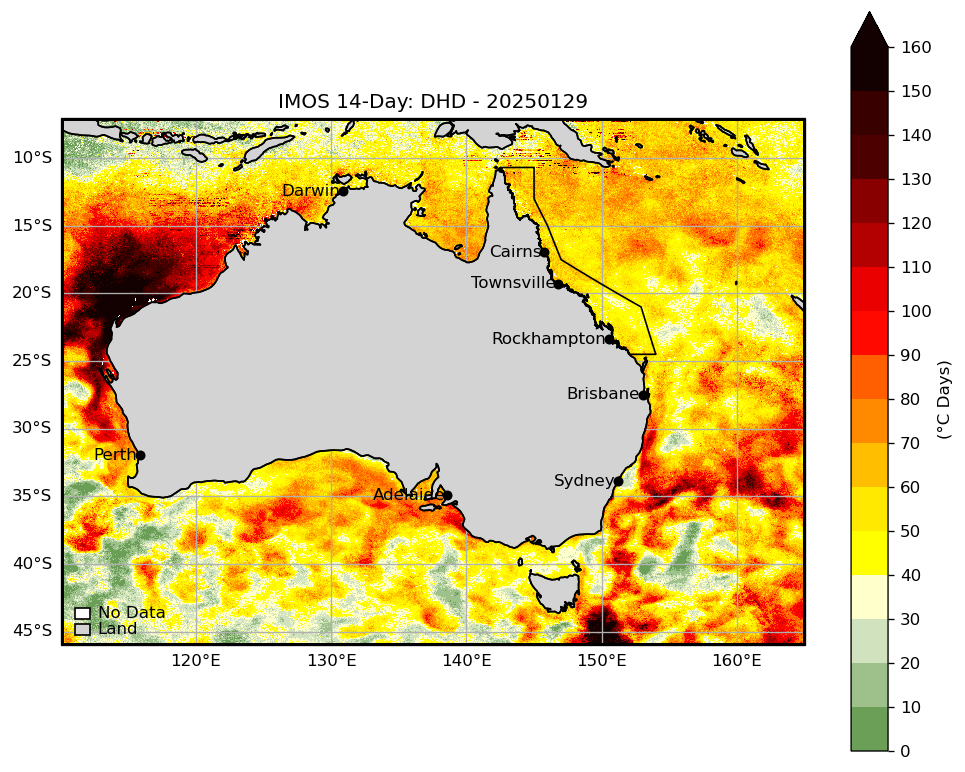 IMOS 14-Day: DHD - 20250129
10°S
15°S
20°S
25°S
30°S
35°S
40°S
45°S
120°E
130°E
140°E
150°E
160°E
Darwin
Cairns
Townsville
Rockhampton
Brisbane
Perth
Sydney
Adelaide
No Data
Land
160
150
140
130
120
110
100
90
80
70
60
50
40
30
20
10
0
(°C Days)